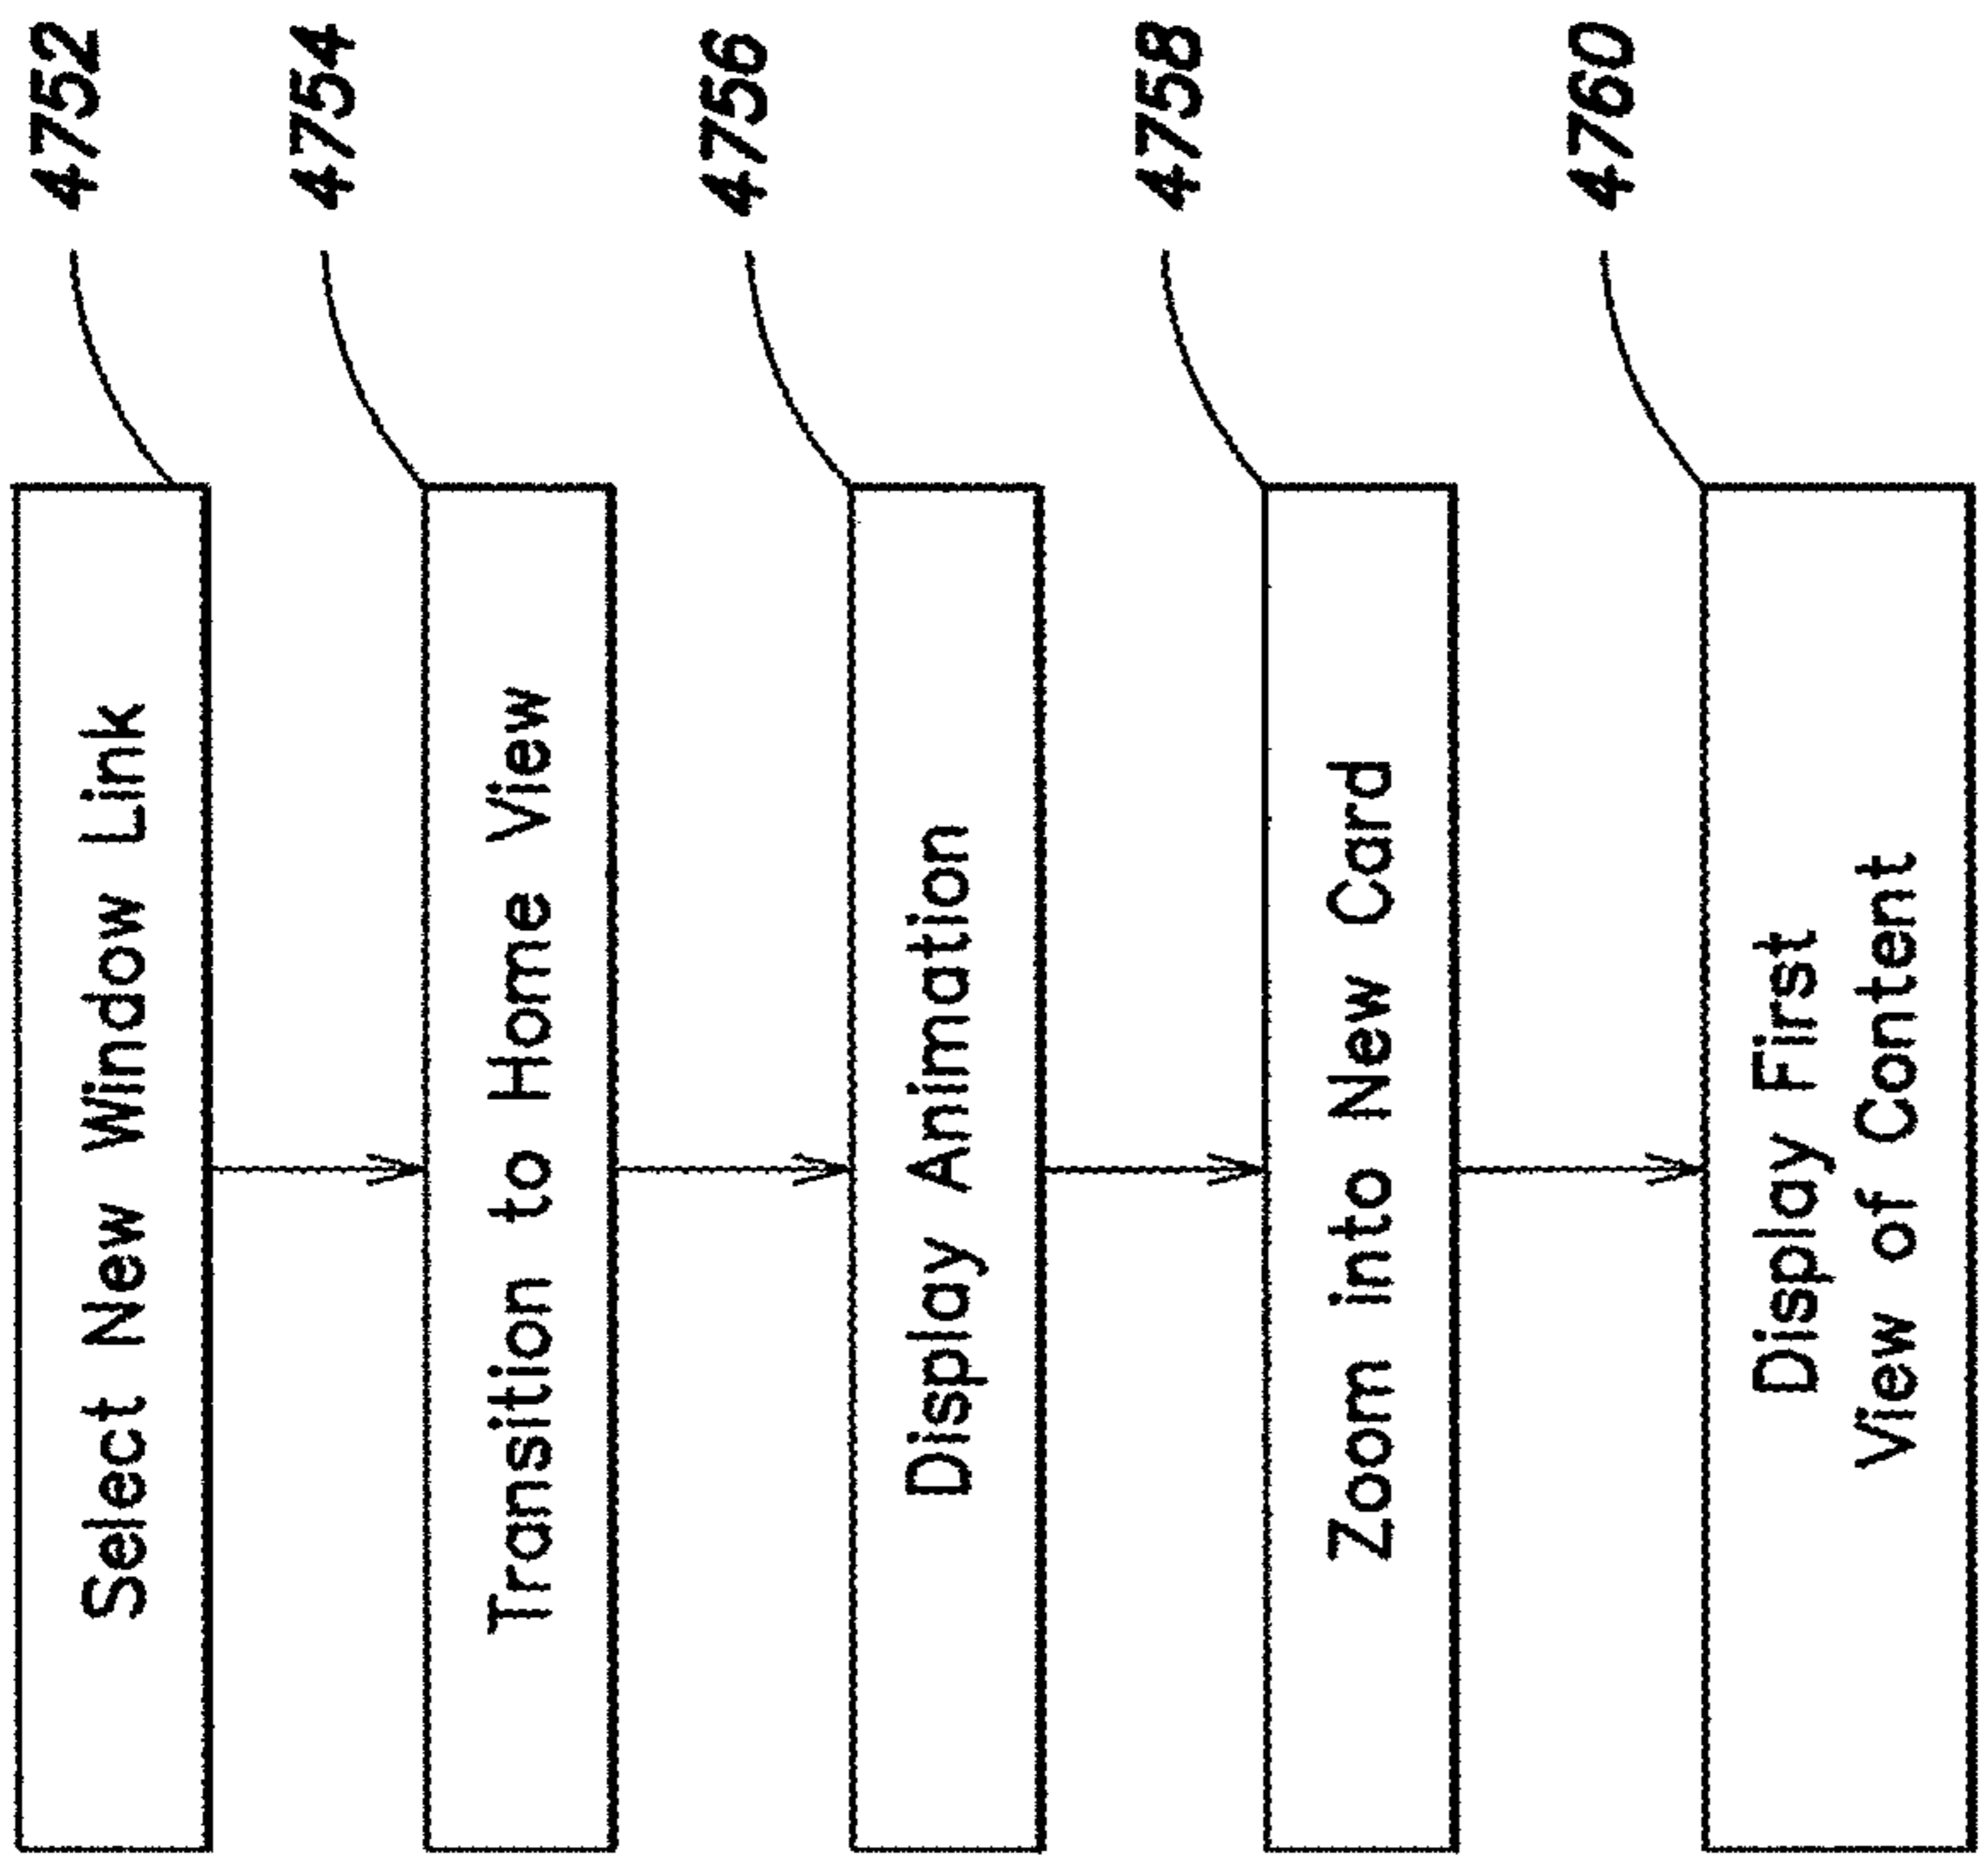 Select New Window Link
4752
Transition to Home View
4754
Display Animation
4756
Zoom into New Card
4758
Display First
View of Content
4760